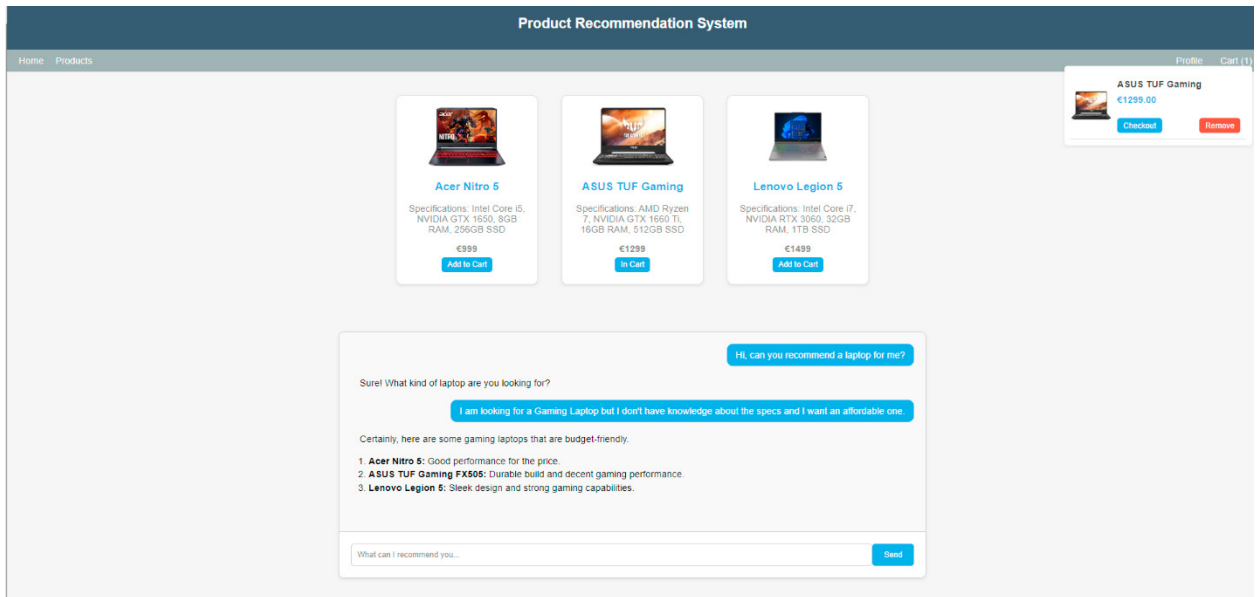 Product Recommendation System
Home Products Profile Cart (1)
ASUS TUF Gaming
€1299.00
Checkout Remove
acer
NITRO
Acer Nitro 5
Specifications: Intel Core i5,
NVIDIA GTX 1650, 8GB
RAM, 256GB SSD
€999
Add to Cart
ASUS TUF Gaming
Specifications: AMD Ryzen
7, NVIDIA GTX 1660 Ti,
16GB RAM, 512GB SSD
€1299
In Cart
Lenovo Legion 5
Specifications: Intel Core i7,
NVIDIA RTX 3060, 32GB
RAM, 1TB SSD
€1499
Add to Cart
Hi, can you recommend a laptop for me?
Sure! What kind of laptop are you looking for?
I am looking for a Gaming Laptop but I don't have knowledge about the specs and I want an affordable one.
Certainly, here are some gaming laptops that are budget-friendly.
1. Acer Nitro 5: Good performance for the price.
2. ASUS TUF Gaming FX505: Durable build and decent gaming performance.
3. Lenovo Legion 5: Sleek design and strong gaming capabilities.
What can I recommend you...
Send